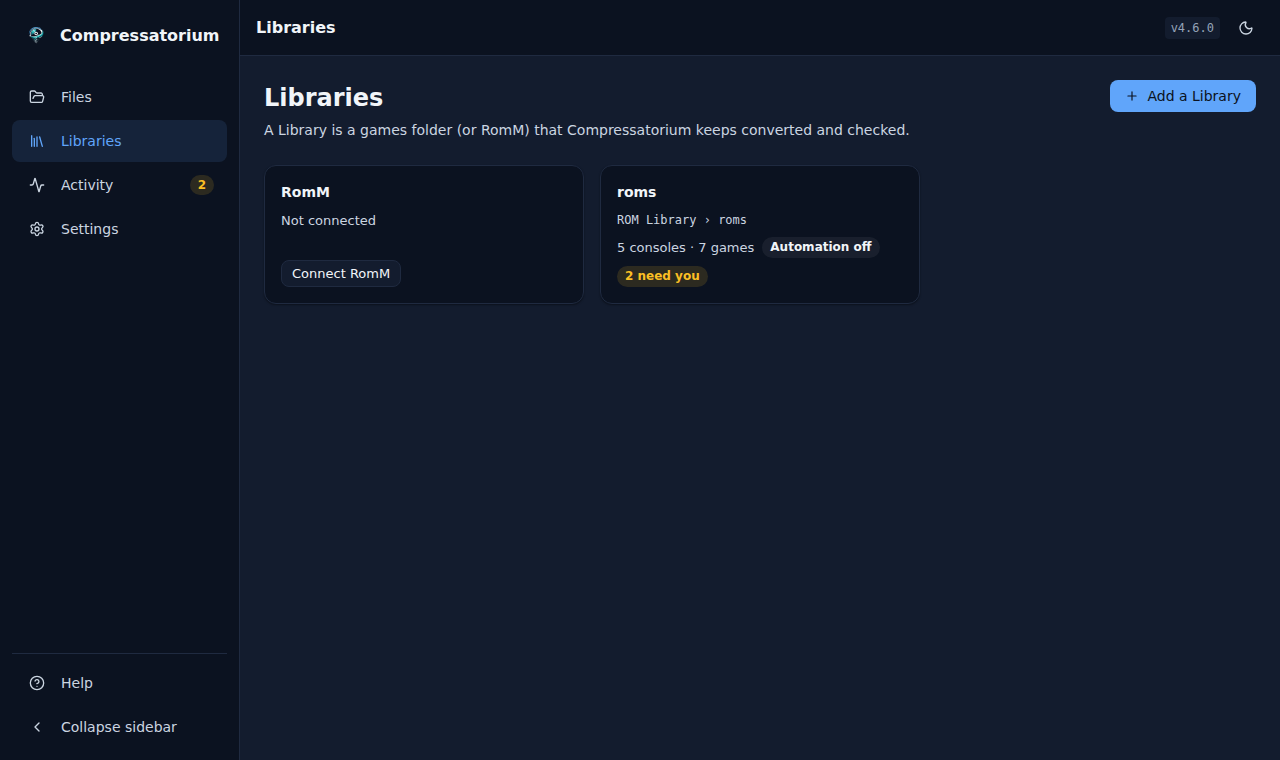 Compressatorium
Libraries
v4.6.0
Files
Libraries
Activity
2
Settings
Libraries
Add a Library
A Library is a games folder (or RomM) that Compressatorium keeps converted and checked.
RomM
Not connected
Connect RomM
roms
ROM Library › roms
5 consoles · 7 games Automation off
2 need you
Help
Collapse sidebar